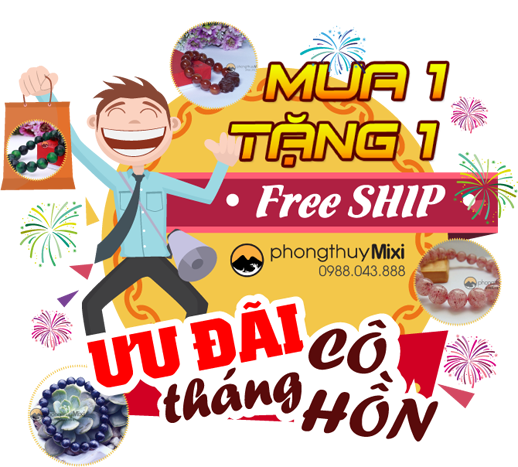 MUA 1
TẶNG 1
• Free SHIP •
phongthuyMixi
0988.043.888
ƯU ĐÃI CÔ
tháng HỒN